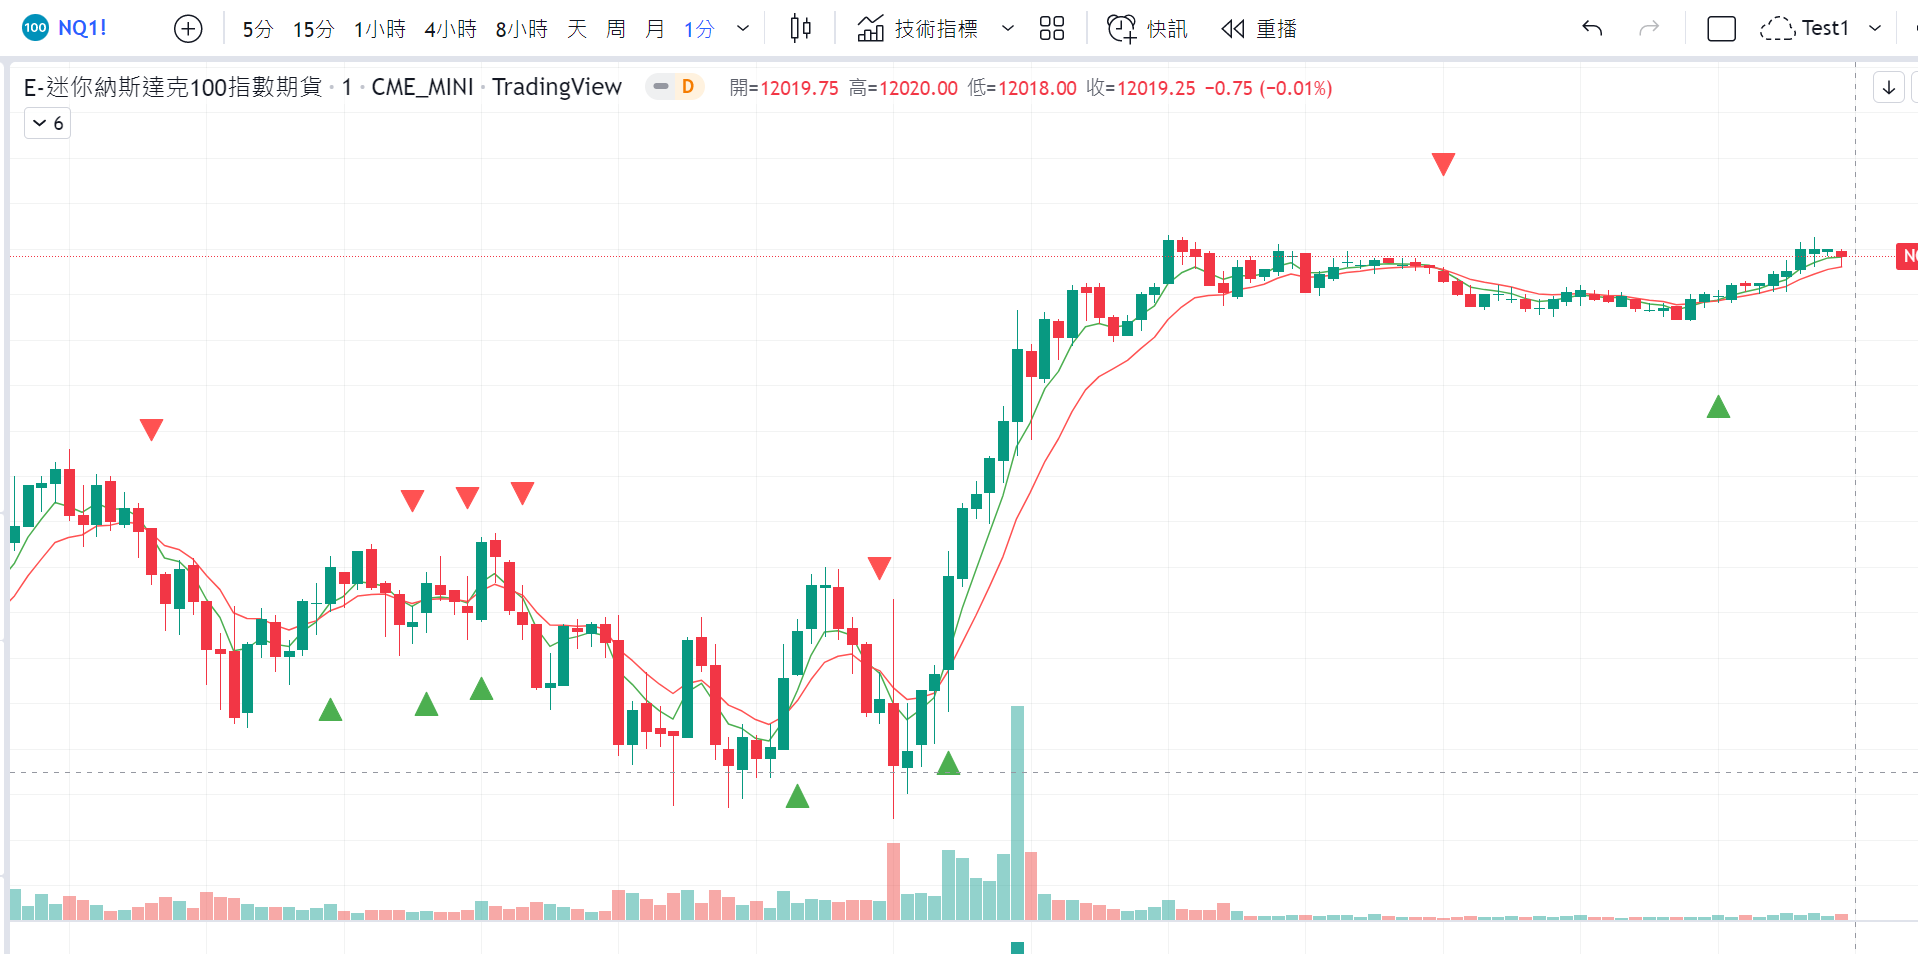 100 NQ1! 5分 15分 1小時 4小時 8小時 天 周 月 1分 技術指標 快訊 重播 Test1
E-迷你納斯達克100指數期貨 · 1 · CME_MINI · TradingView D 開=12019.75 高=12020.00 低=12018.00 收=12019.25 −0.75 (−0.01%)
6